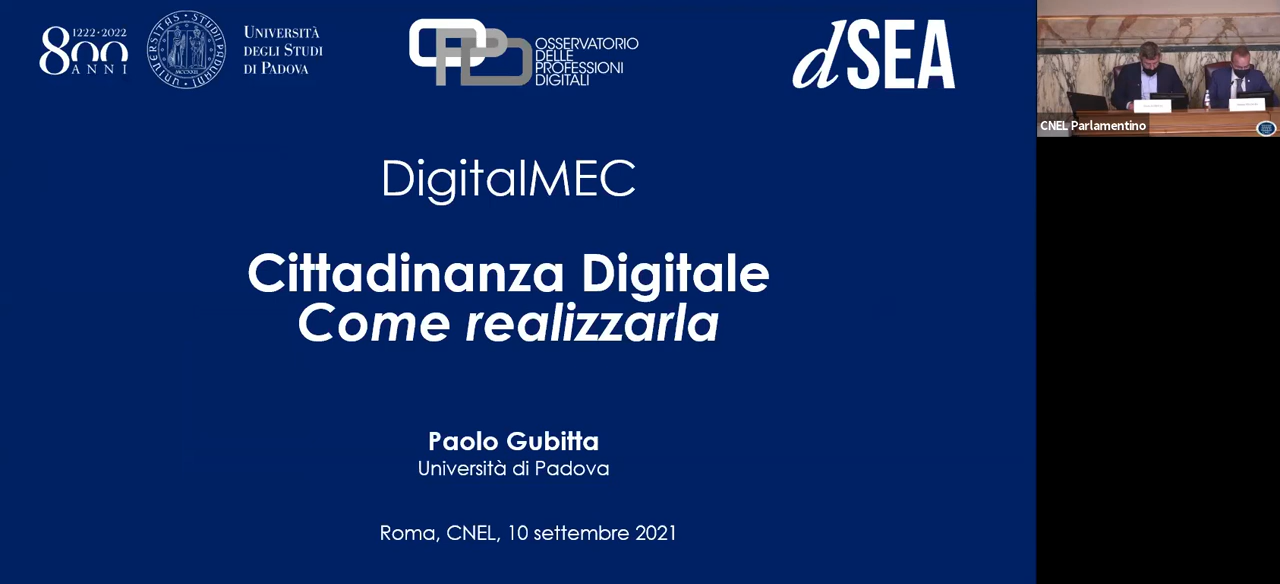 1222·2022
800
ANNI
UNIVERSITÀ
DEGLI STUDI
DI PADOVA
OPD
OSSERVATORIO
DELLE
PROFESSIONI
DIGITALI
dSEA
DigitalMEC
Cittadinanza Digitale
Come realizzarla
Paolo Gubitta
Università di Padova
Roma, CNEL, 10 settembre 2021
CNEL Parlamentino